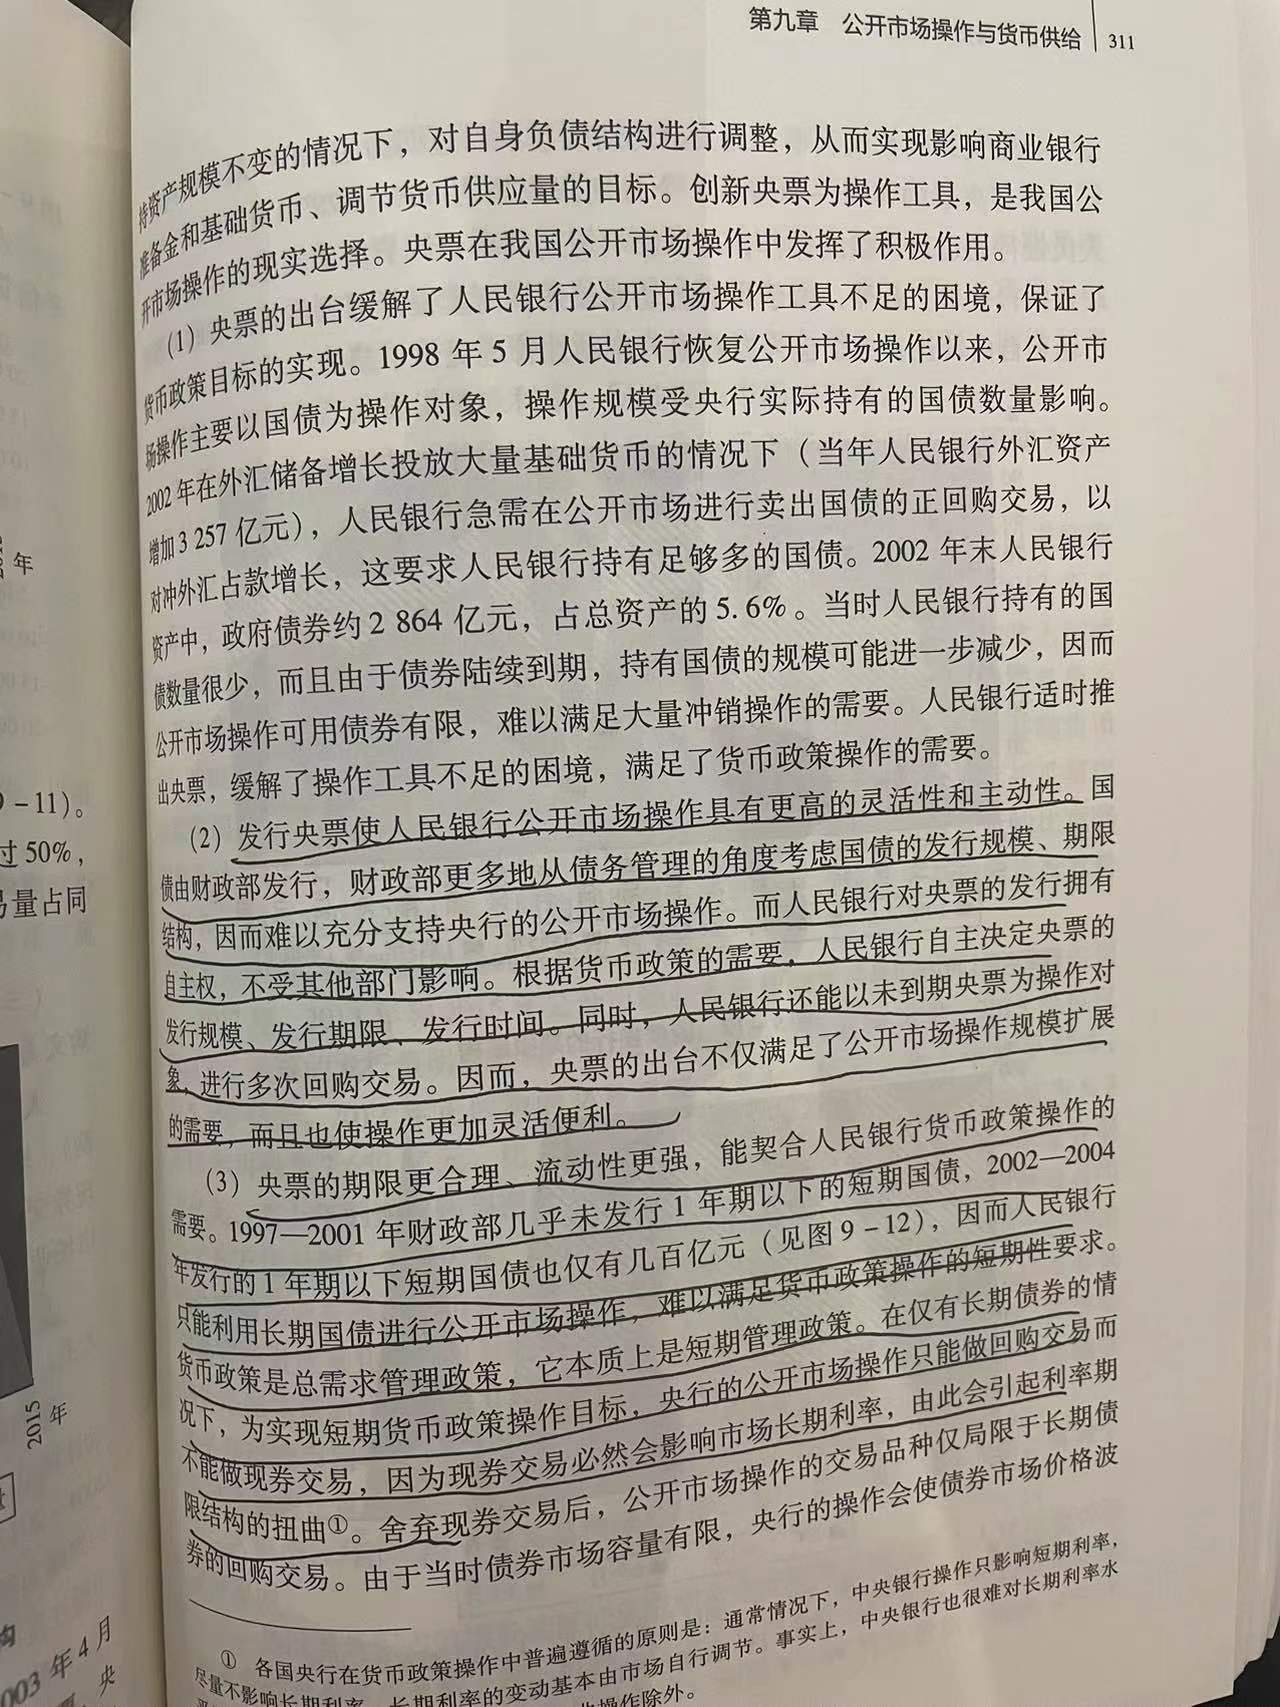 第九章 公开市场操作与货币供给 311
持资产规模不变的情况下，对自身负债结构进行调整，从而实现影响商业银行
准备金和基础货币、调节货币供应量的目标。创新央票为操作工具，是我国公
开市场操作的现实选择。央票在我国公开市场操作中发挥了积极作用。
(1) 央票的出台缓解了人民银行公开市场操作工具不足的困境，保证了
货币政策目标的实现。1998 年 5 月人民银行恢复公开市场操作以来，公开市
场操作主要以国债为操作对象，操作规模受央行实际持有的国债数量影响。
2002 年在外汇储备增长投放大量基础货币的情况下（当年人民银行外汇资产
增加 3 257 亿元），人民银行急需在公开市场进行卖出国债的正回购交易，以
对冲外汇占款增长，这要求人民银行持有足够多的国债。2002 年末人民银行
资产中，政府债券约 2 864 亿元，占总资产的 5.6%。当时人民银行持有的国
债数量很少，而且由于债券陆续到期，持有国债的规模可能进一步减少，因而
公开市场操作可用债券有限，难以满足大量冲销操作的需要。人民银行适时推
出央票，缓解了操作工具不足的困境，满足了货币政策操作的需要。
(2) 发行央票使人民银行公开市场操作具有更高的灵活性和主动性。国
债由财政部发行，财政部更多地从债务管理的角度考虑国债的发行规模、期限
结构，因而难以充分支持央行的公开市场操作。而人民银行对央票的发行拥有
自主权，不受其他部门影响。根据货币政策的需要，人民银行自主决定央票的
发行规模、发行期限、发行时间。同时，人民银行还能以未到期央票为操作对
象，进行多次回购交易。因而，央票的出台不仅满足了公开市场操作规模扩展
的需要，而且也使操作更加灵活便利。
(3) 央票的期限更合理、流动性更强，能契合人民银行货币政策操作的
需要。1997—2001 年财政部几乎未发行 1 年期以下的短期国债，2002—2004
年发行的 1 年期以下短期国债也仅有几百亿元（见图 9－12），因而人民银行
只能利用长期国债进行公开市场操作，难以满足货币政策操作的短期性要求。
货币政策是总需求管理政策，它本质上是短期管理政策。在仅有长期债券的情
况下，为实现短期货币政策操作目标，央行的公开市场操作只能做回购交易而
不能做现券交易，因为现券交易必然会影响市场长期利率，由此会引起利率期
限结构的扭曲①。舍弃现券交易后，公开市场操作的交易品种仅局限于长期债
券的回购交易。由于当时债券市场容量有限，央行的操作会使债券市场价格波
① 各国央行在货币政策操作中普遍遵循的原则是：通常情况下，中央银行操作只影响短期利率，
尽量不影响长期利率，长期利率的变动基本由市场自行调节。事实上，中央银行也很难对长期利率水
操作除外。
年
－11）。
过 50%，
易量占同
2015 年
003 年 4 月
央